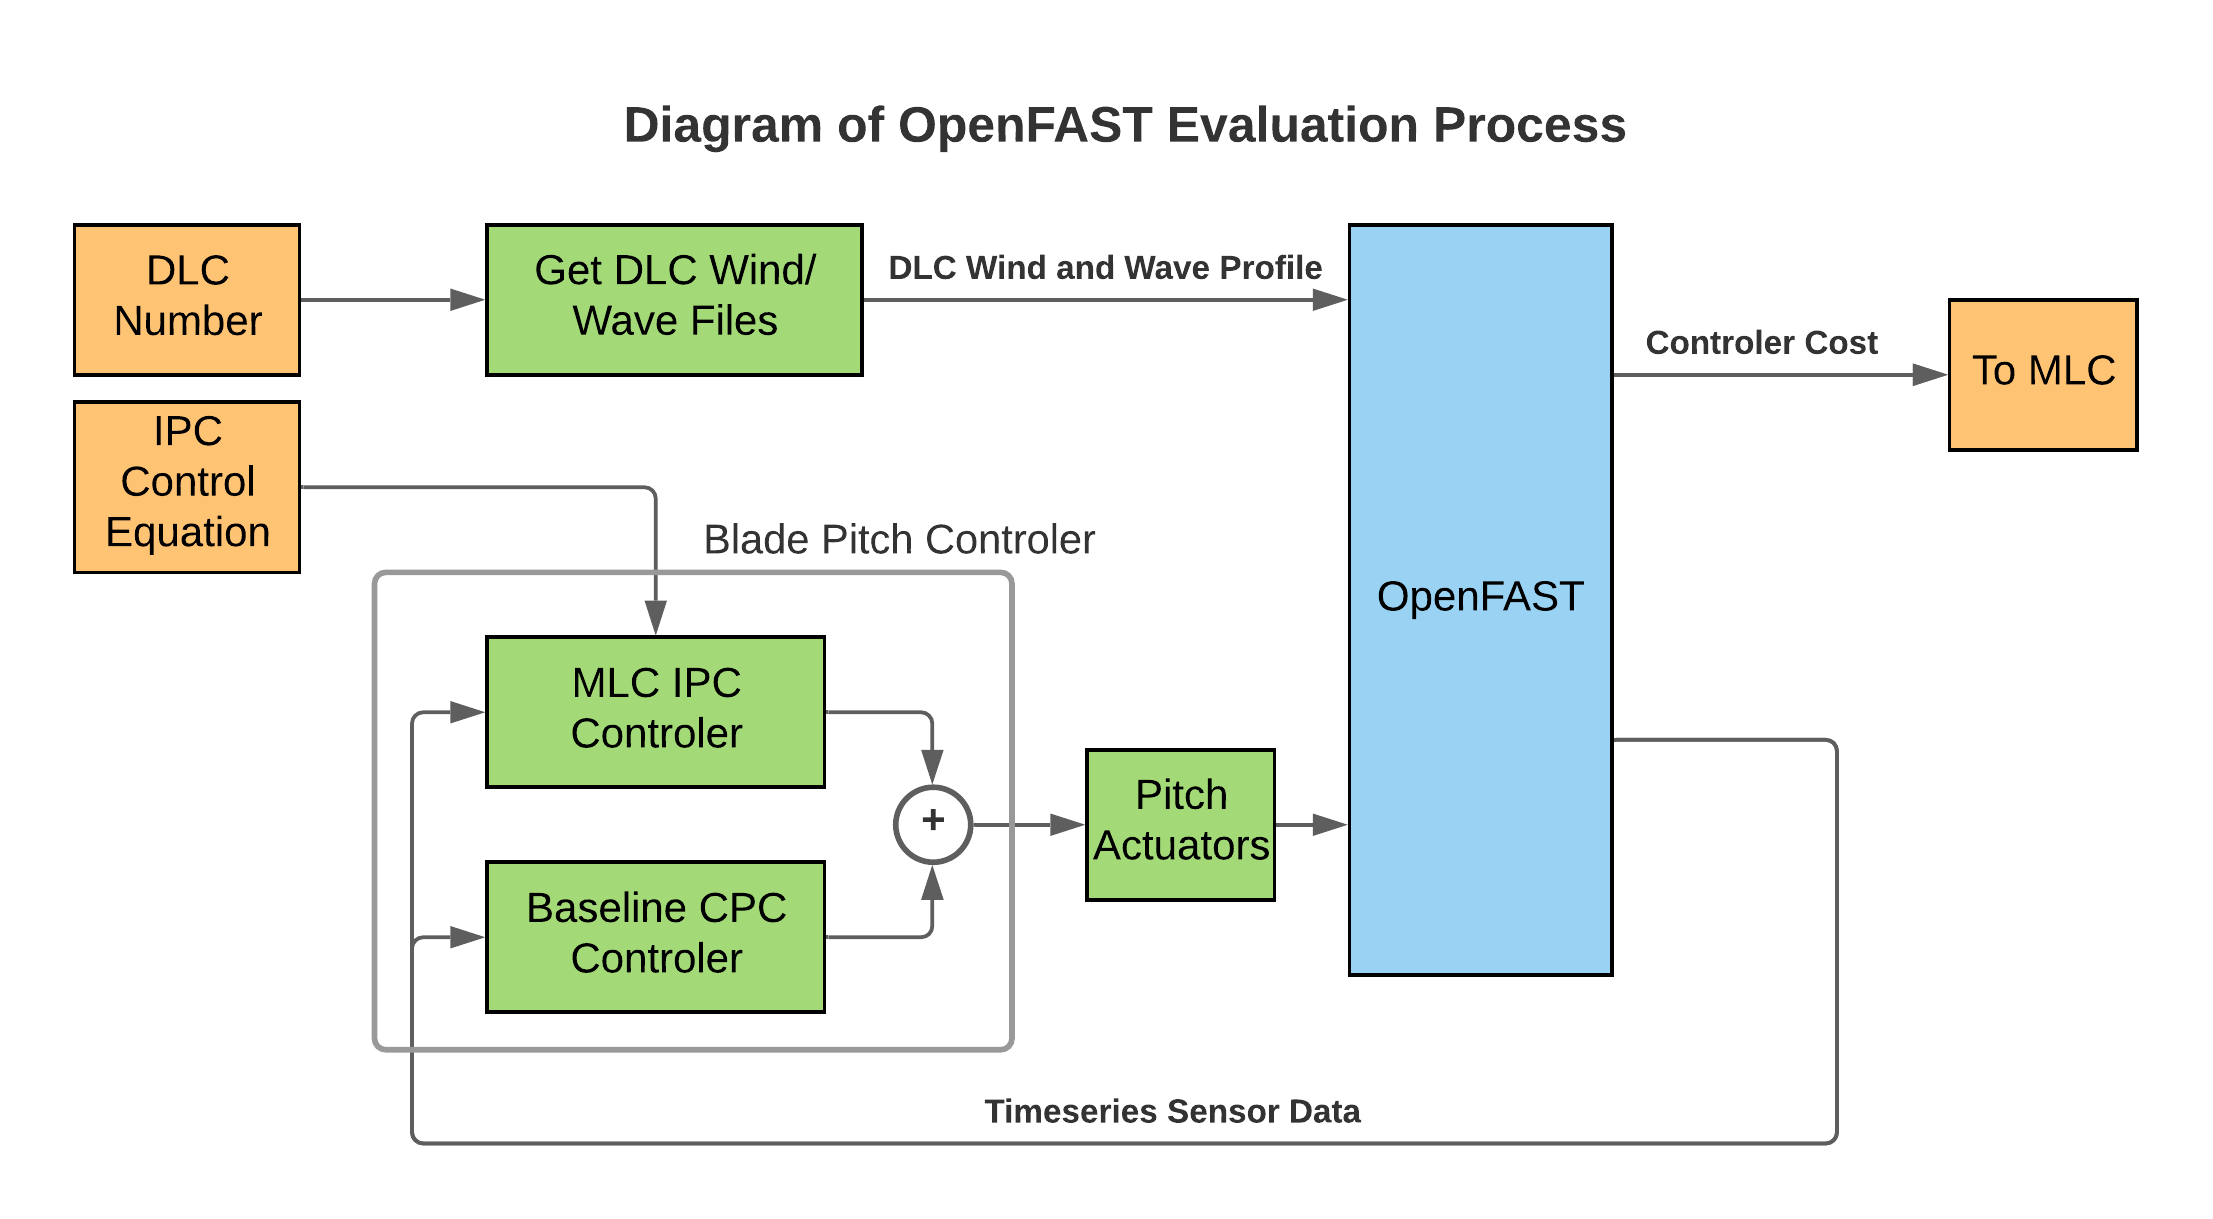 Diagram of OpenFAST Evaluation Process
DLC
Number
Get DLC Wind/
Wave Files
DLC Wind and Wave Profile
Controler Cost
To MLC
IPC
Control
Equation
Blade Pitch Controler
OpenFAST
MLC IPC
Controler
+
Pitch
Actuators
Baseline CPC
Controler
Timeseries Sensor Data